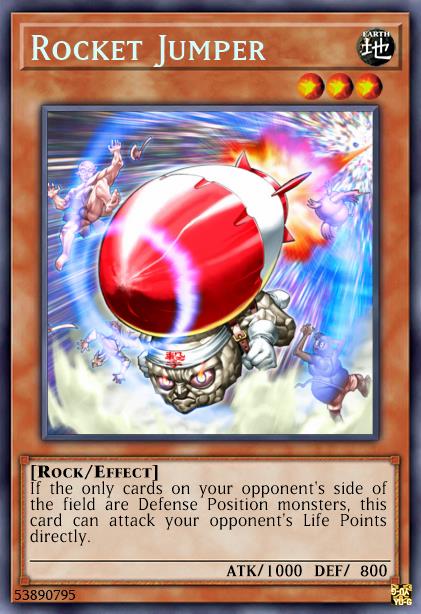 Rocket Jumper
EARTH
地
[Rock/Effect]
If the only cards on your opponent's side of
the field are Defense Position monsters, this
card can attack your opponent's Life Points
directly.
ATK/1000 DEF/ 800
53890795